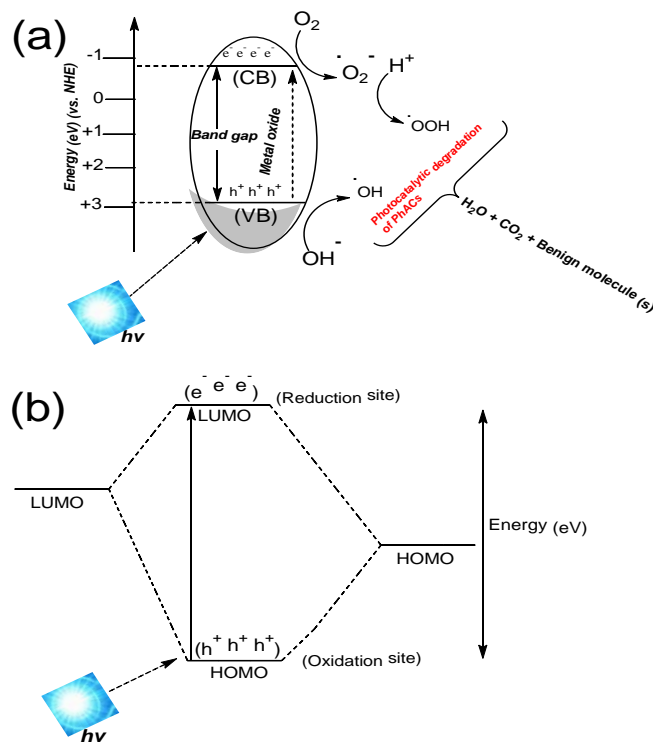 (a)
Energy (eV) (vs. NHE)
-1
0
+1
+2
+3
e⁻ e⁻ e⁻ e⁻
(CB)
Band gap
Metal oxide
h⁺ h⁺ h⁺
(VB)
hv
O₂
˙O₂⁻
H⁺
˙OOH
˙OH
OH⁻
Photocatalytic degradation
of PhACs
H₂O + CO₂ + Benign molecule (s)
(b)
(e⁻ e⁻ e⁻)
LUMO
(Reduction site)
LUMO
Energy (eV)
HOMO
(h⁺ h⁺ h⁺)
HOMO
(Oxidation site)
hv